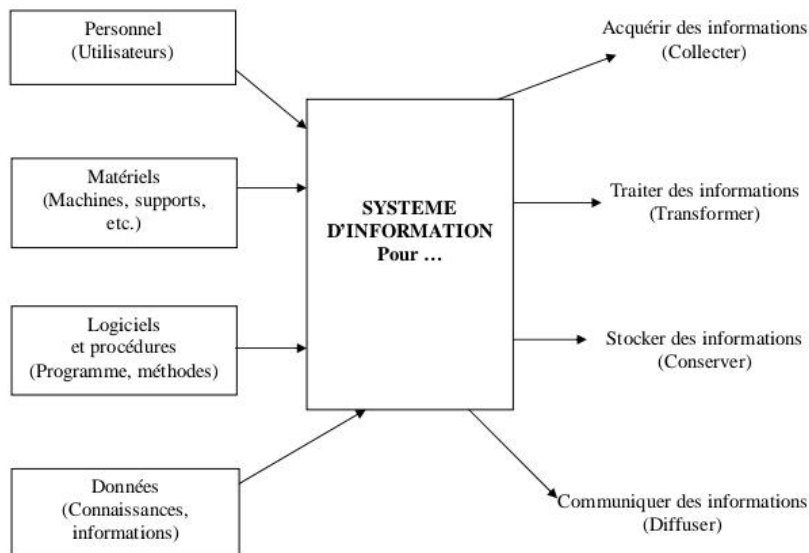 Personnel
(Utilisateurs)
Matériels
(Machines, supports,
etc.)
Logiciels
et procédures
(Programme, méthodes)
Données
(Connaissances,
informations)
SYSTEME
D'INFORMATION
Pour …
Acquérir des informations
(Collecter)
Traiter des informations
(Transformer)
Stocker des informations
(Conserver)
Communiquer des informations
(Diffuser)